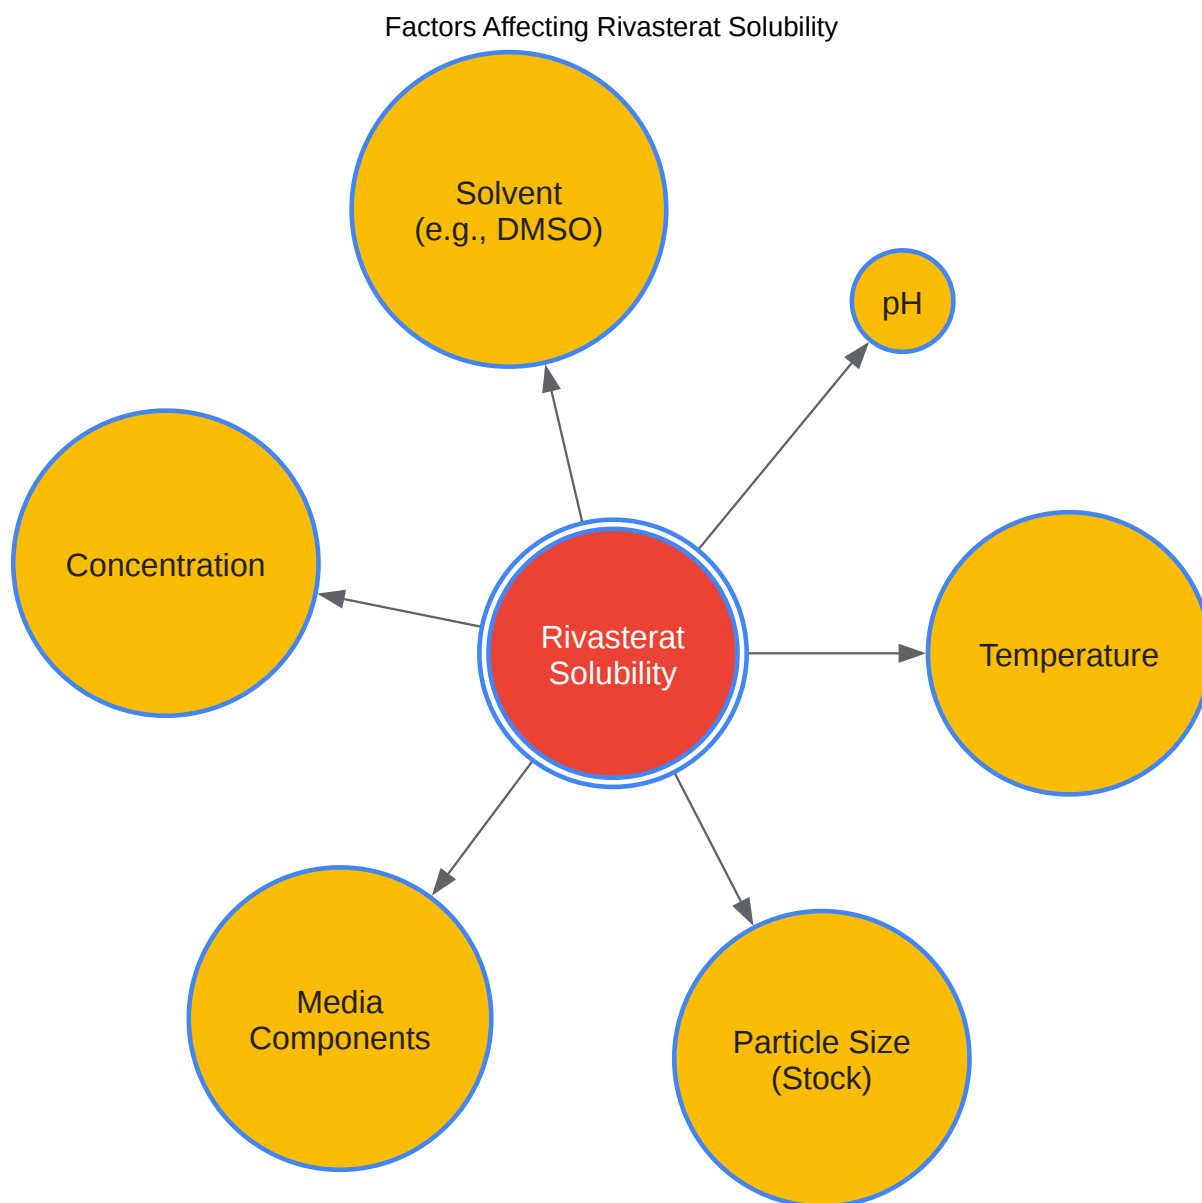 Factors Affecting Rivasterat Solubility
Solvent
(e.g., DMSO)
pH
Concentration
Rivasterat
Solubility
Temperature
Media
Components
Particle Size
(Stock)